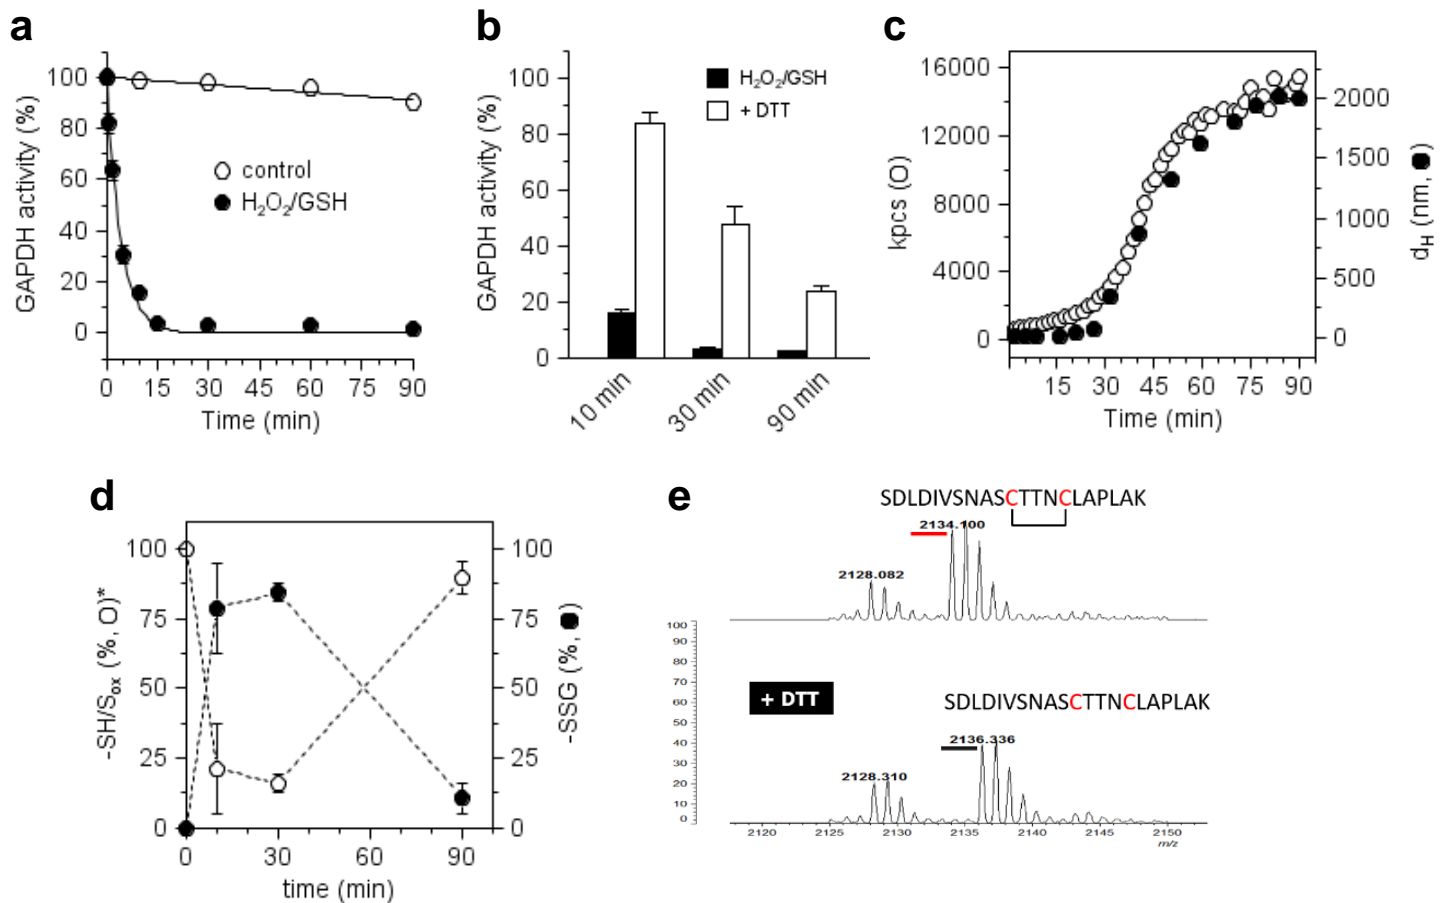 a
100
80
60
40
20
0
GAPDH activity (%)
control
H₂O₂/GSH
0 15 30 45 60 75 90
Time (min)
b
100
80
60
40
20
0
GAPDH activity (%)
H₂O₂/GSH
+ DTT
10 min
30 min
90 min
c
16000
12000
8000
4000
0
kpcs (O)
2000
1500
1000
500
0
d_H (nm, ●)
15 30 45 60 75 90
Time (min)
d
100
75
50
25
0
-SH/S_ox (%, O)*
100
75
50
25
0
-SSG (%, ●)
0 30 60 90
time (min)
e
SDLDIVSNASCTTNCLAPLAK
2134.100
2128.082
100
90
80
70
60
50
40
30
20
10
0
+ DTT
SDLDIVSNASCTTNCLAPLAK
2136.336
2128.310
2120 2125 2130 2135 2140 2145 2150
m/z